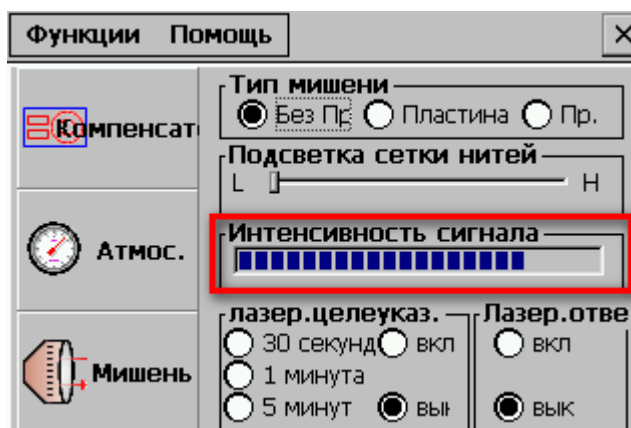 Функции Помощь
Компенсат
Атмос.
Мишень
Тип мишени
Без Пр Пластина Пр.
Подсветка сетки нитей
L H
Интенсивность сигнала
лазер.целеуказ.
30 секунд вкл
1 минута
5 минут вык
Лазер.отве
вкл
вык